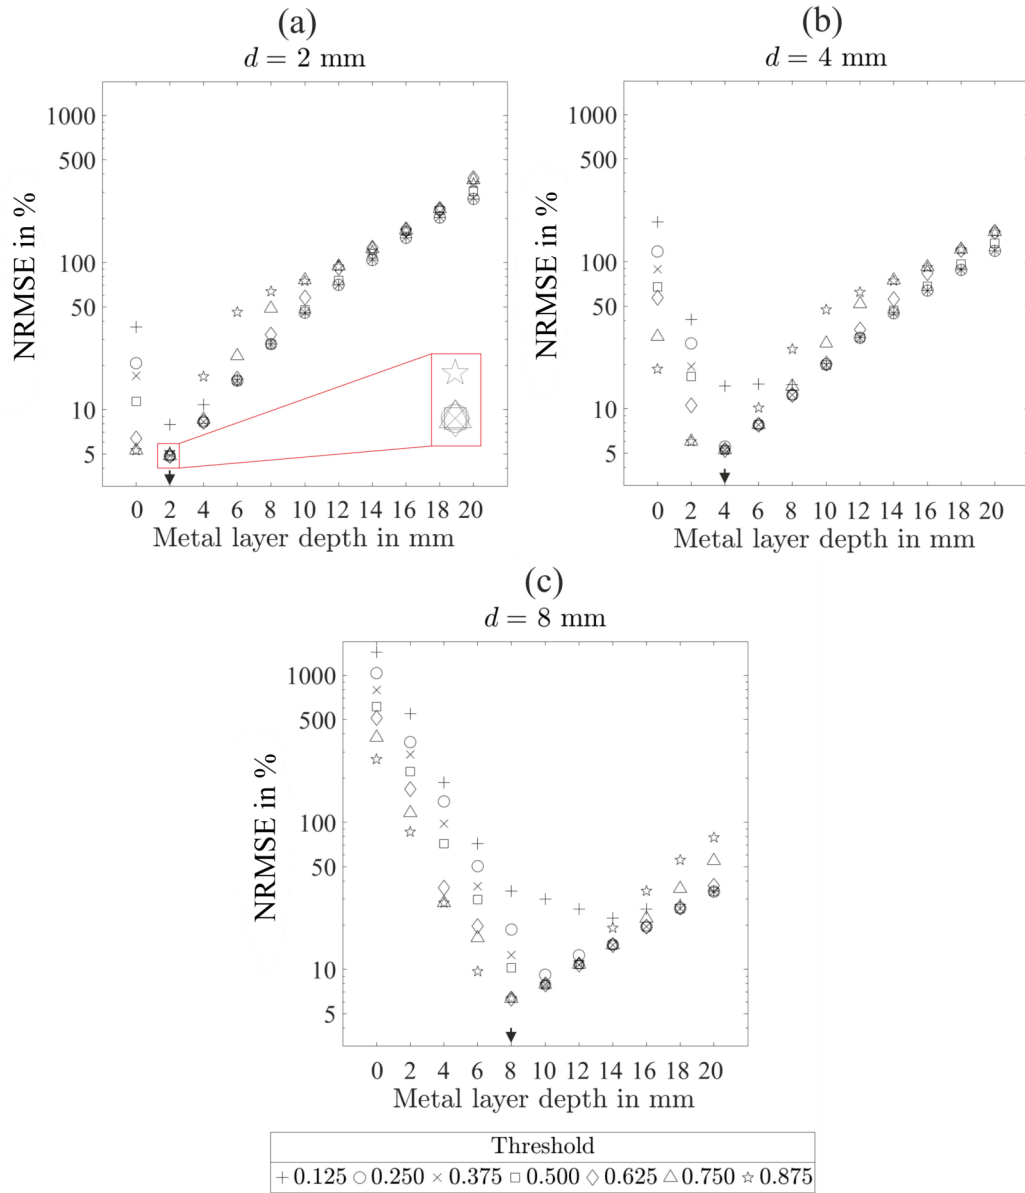 (a)
d = 2 mm
1000
500
100
50
10
5
NRMSE in %
0 2 4 6 8 10 12 14 16 18 20
Metal layer depth in mm
(b)
d = 4 mm
1000
500
100
50
10
5
NRMSE in %
0 2 4 6 8 10 12 14 16 18 20
Metal layer depth in mm
(c)
d = 8 mm
1000
500
100
50
10
5
NRMSE in %
0 2 4 6 8 10 12 14 16 18 20
Metal layer depth in mm
Threshold
+ 0.125 ○ 0.250 × 0.375 □ 0.500 ◇ 0.625 △ 0.750 ☆ 0.875